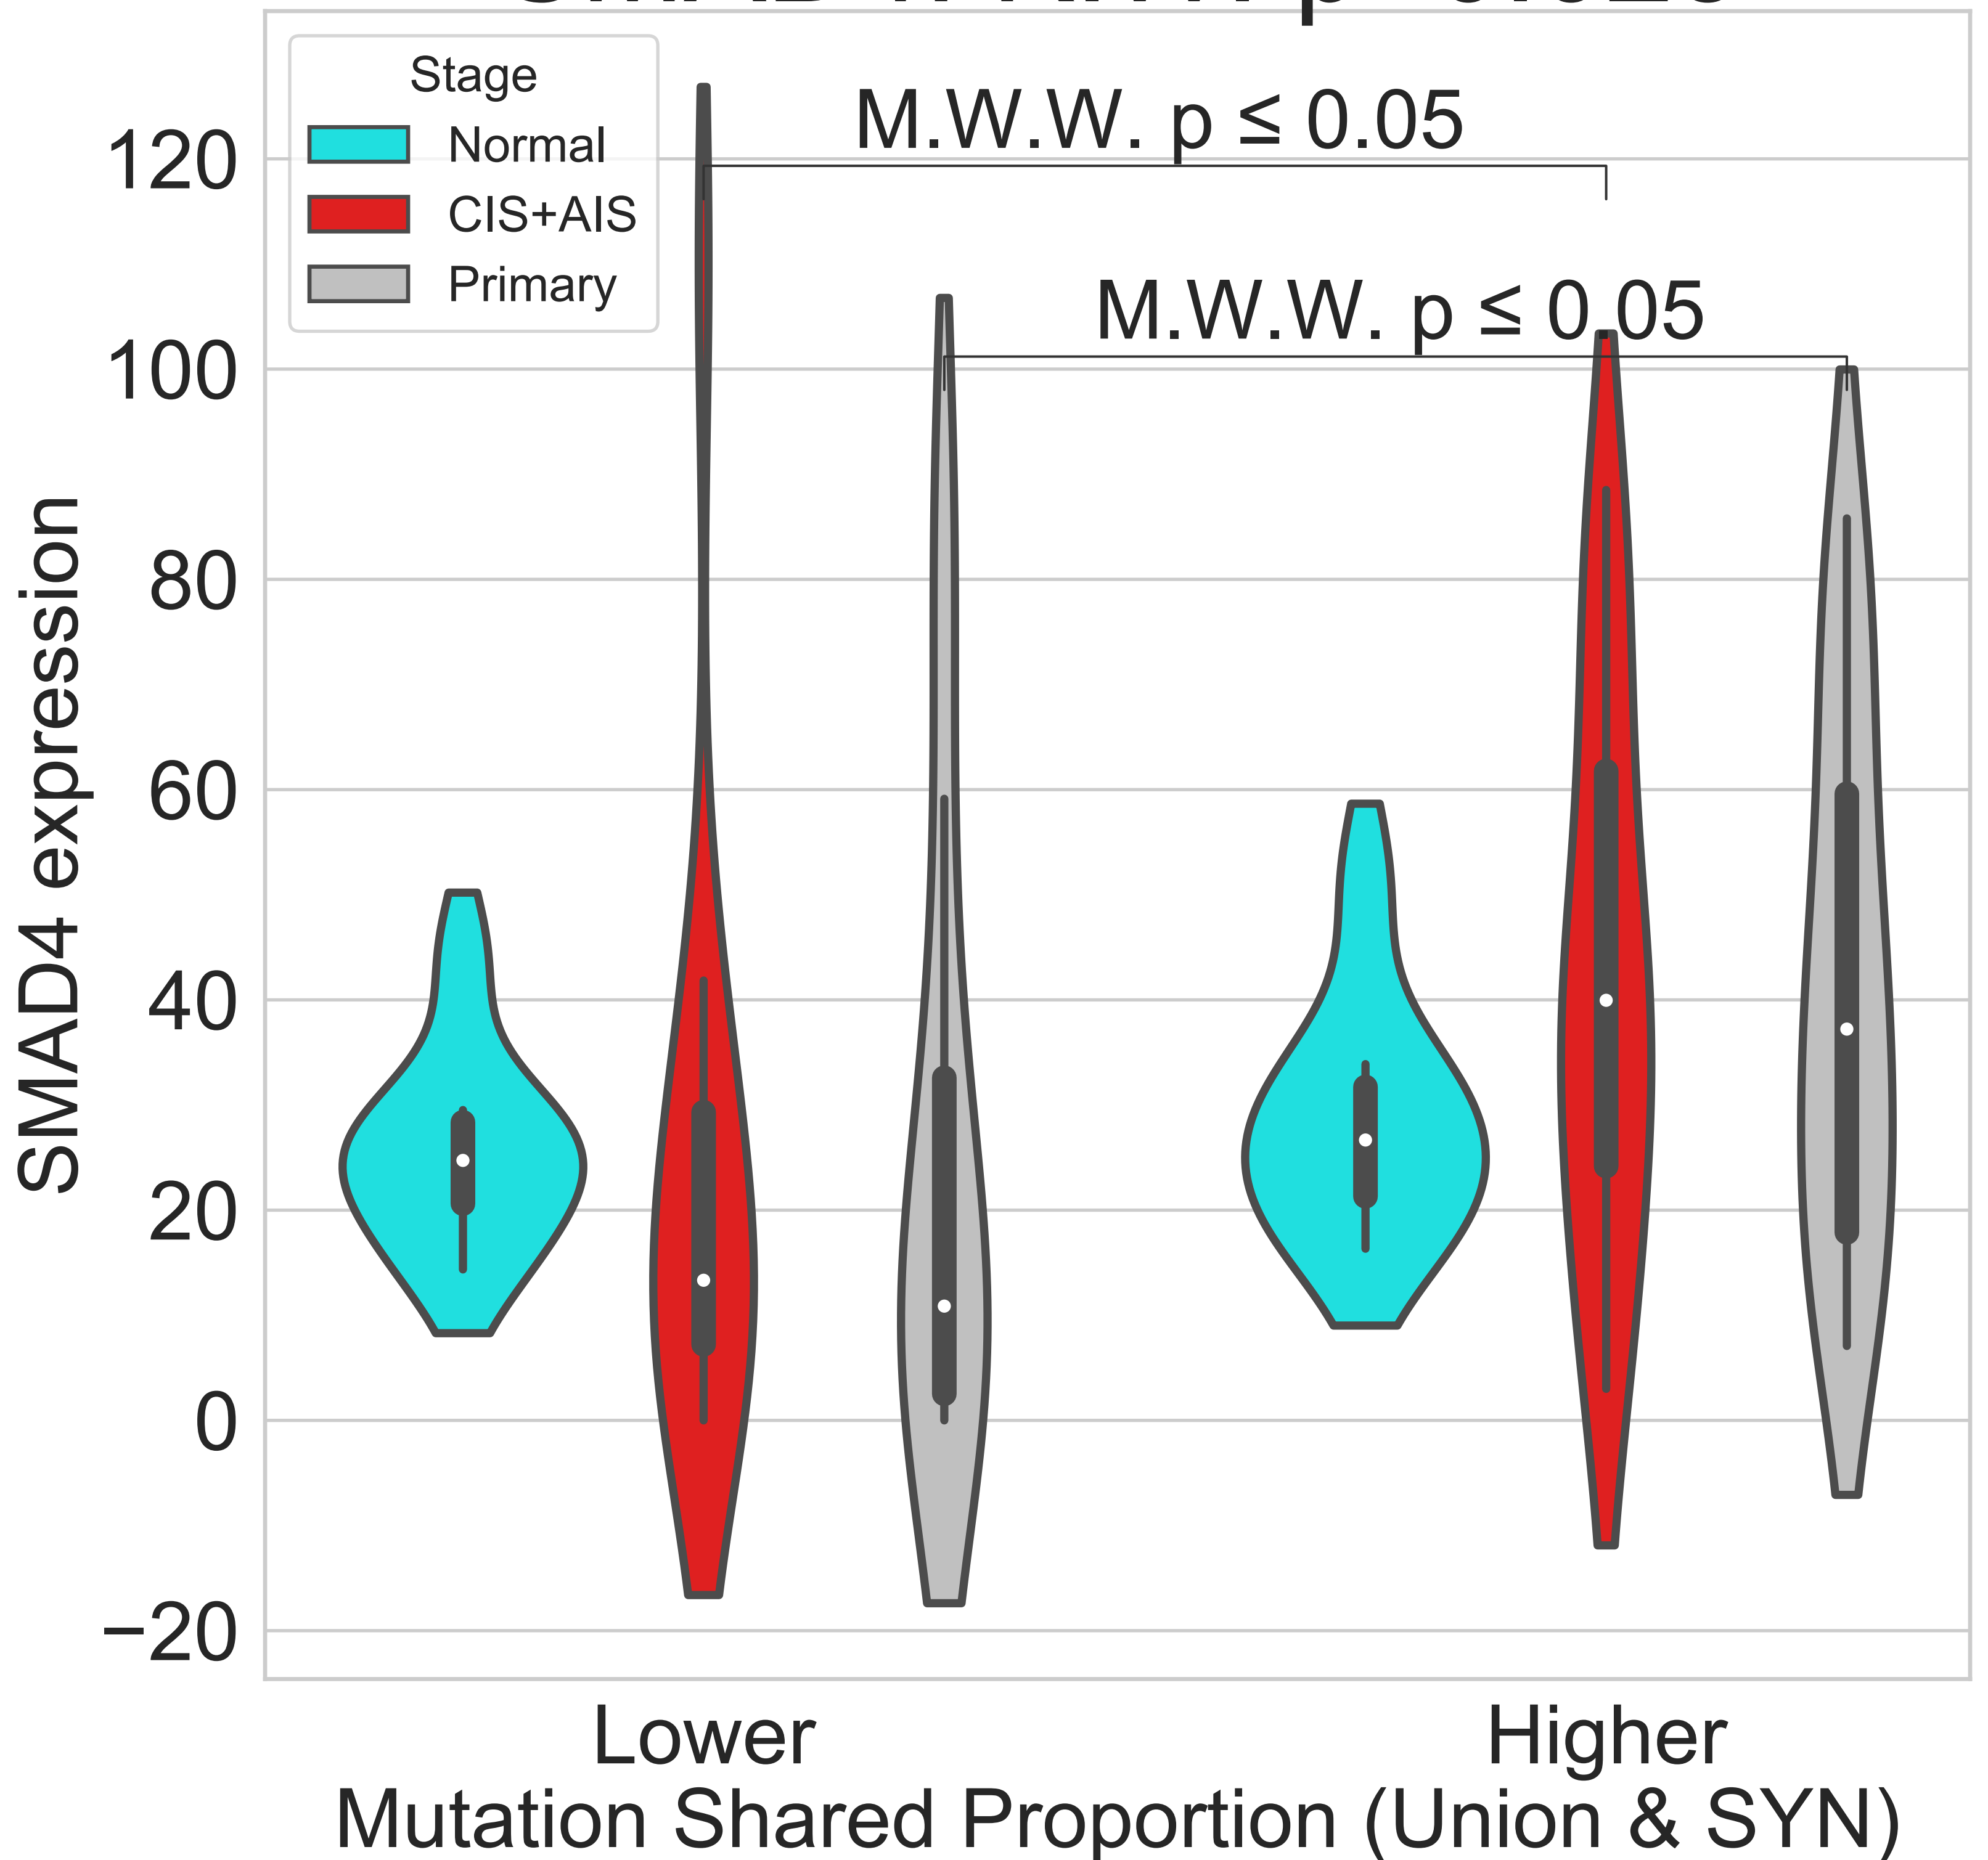 Stage
Normal
CIS+AIS
Primary
M.W.W. p ≤ 0.05
M.W.W. p ≤ 0.05
120
100
80
60
40
20
0
−20
SMAD4 expression
Lower
Higher
Mutation Shared Proportion (Union & SYN)